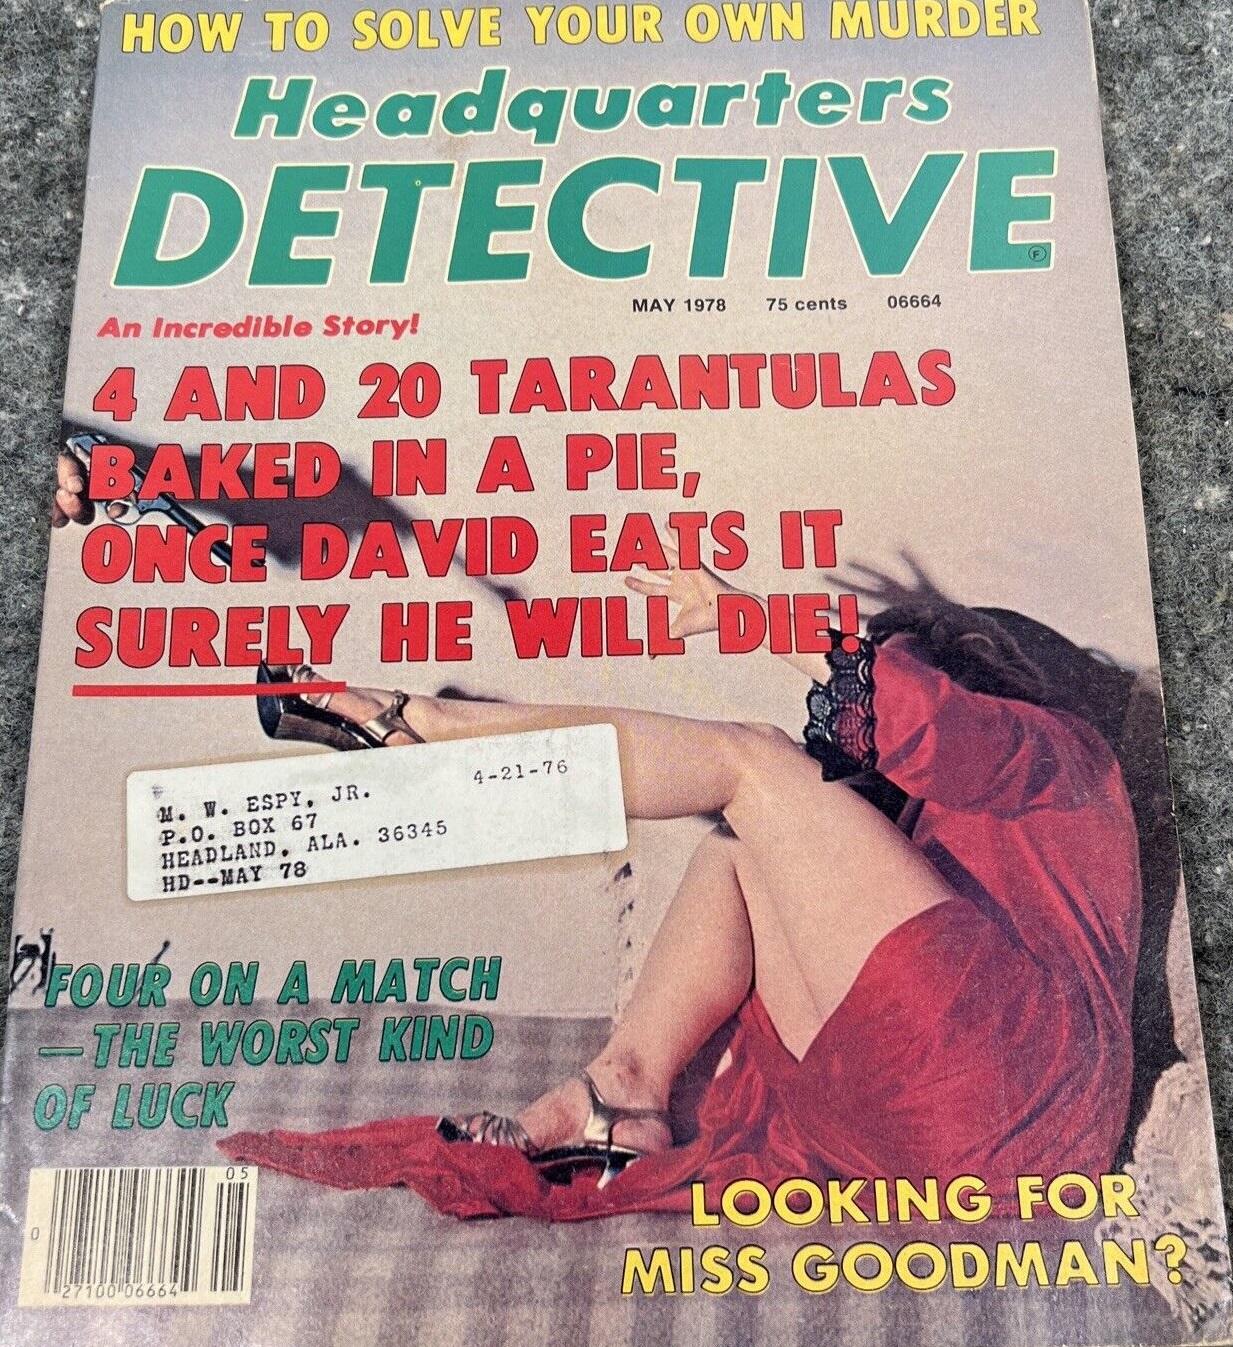 HOW TO SOLVE YOUR OWN MURDER
Headquarters
DETECTIVE
F
MAY 1978 75 cents 06664
An Incredible Story!
4 AND 20 TARANTULAS
BAKED IN A PIE,
ONCE DAVID EATS IT
SURELY HE WILL DIE!
4-21-76
M. W. ESPY, JR.
P.O. BOX 67
HEADLAND, ALA. 36345
HD--MAY 78
FOUR ON A MATCH
—THE WORST KIND
OF LUCK
05
0
27100 06664
LOOKING FOR
MISS GOODMAN?